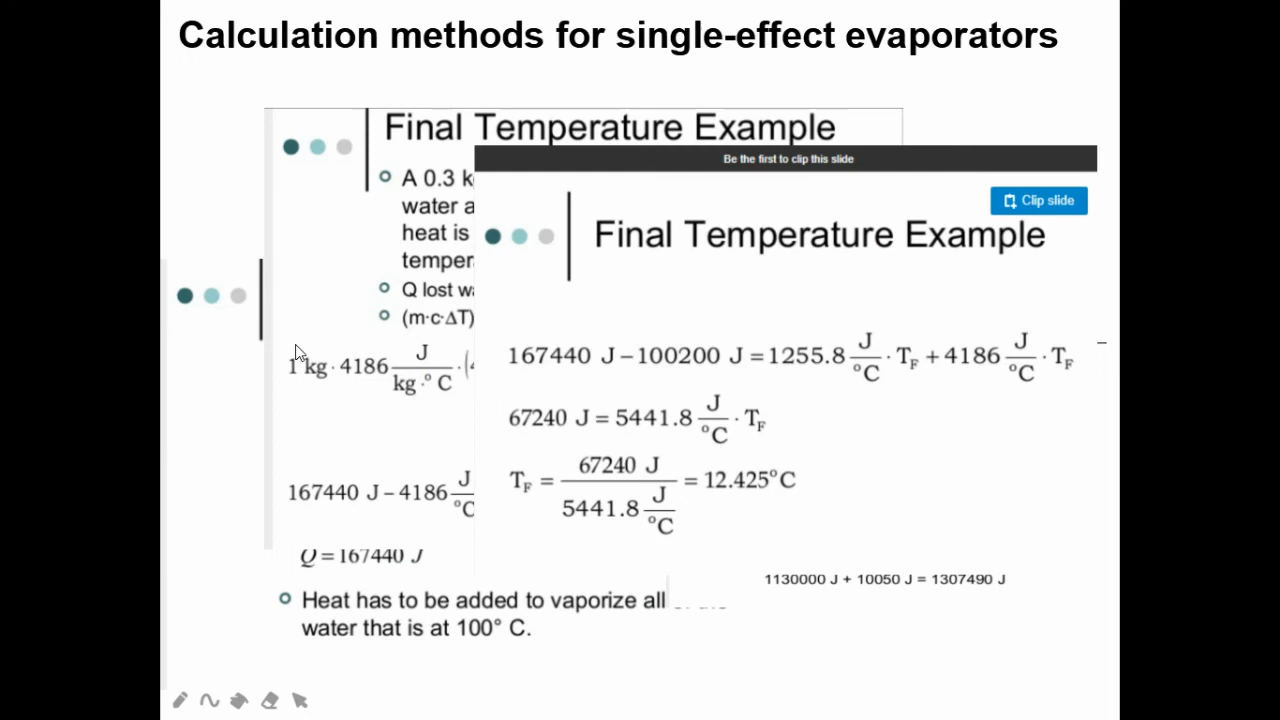 Calculation methods for single-effect evaporators
Final Temperature Example
A 0.3 k
water a
heat is
temper
Q lost wa
(m·c·ΔT)
1 kg · 4186 J/kg·°C · (4
167440 J − 4186 J/°C
Q = 167440 J
Heat has to be added to vaporize all
water that is at 100° C.
Be the first to clip this slide
Clip slide
Final Temperature Example
167440 J − 100200 J = 1255.8 J/°C · T_F + 4186 J/°C · T_F
67240 J = 5441.8 J/°C · T_F
T_F = 67240 J / 5441.8 J/°C = 12.425°C
1130000 J + 10050 J = 1307490 J